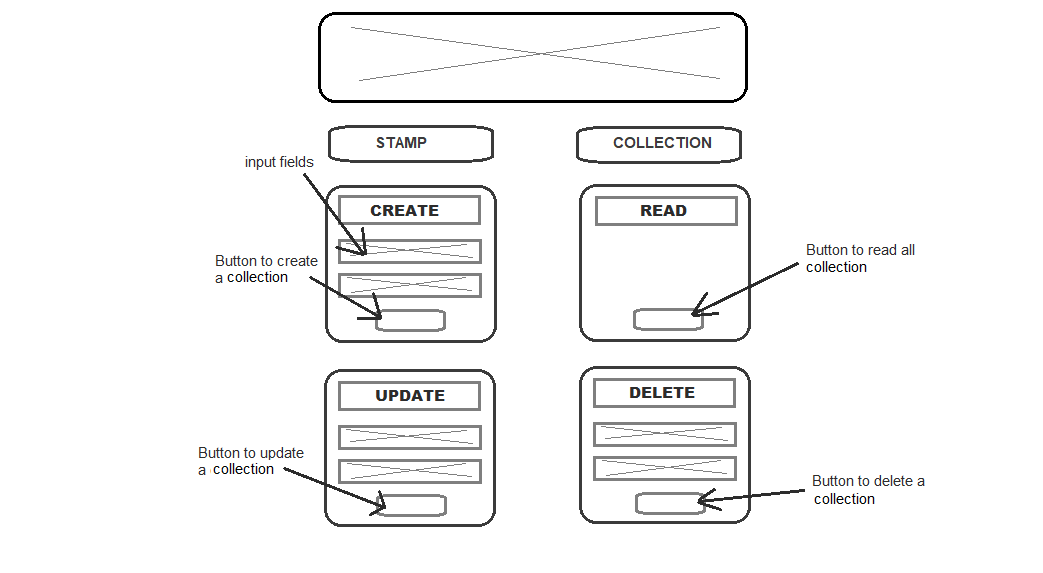 STAMP
COLLECTION
input fields
CREATE
READ
Button to create
a collection
Button to read all
collection
UPDATE
DELETE
Button to update
a collection
Button to delete a
collection